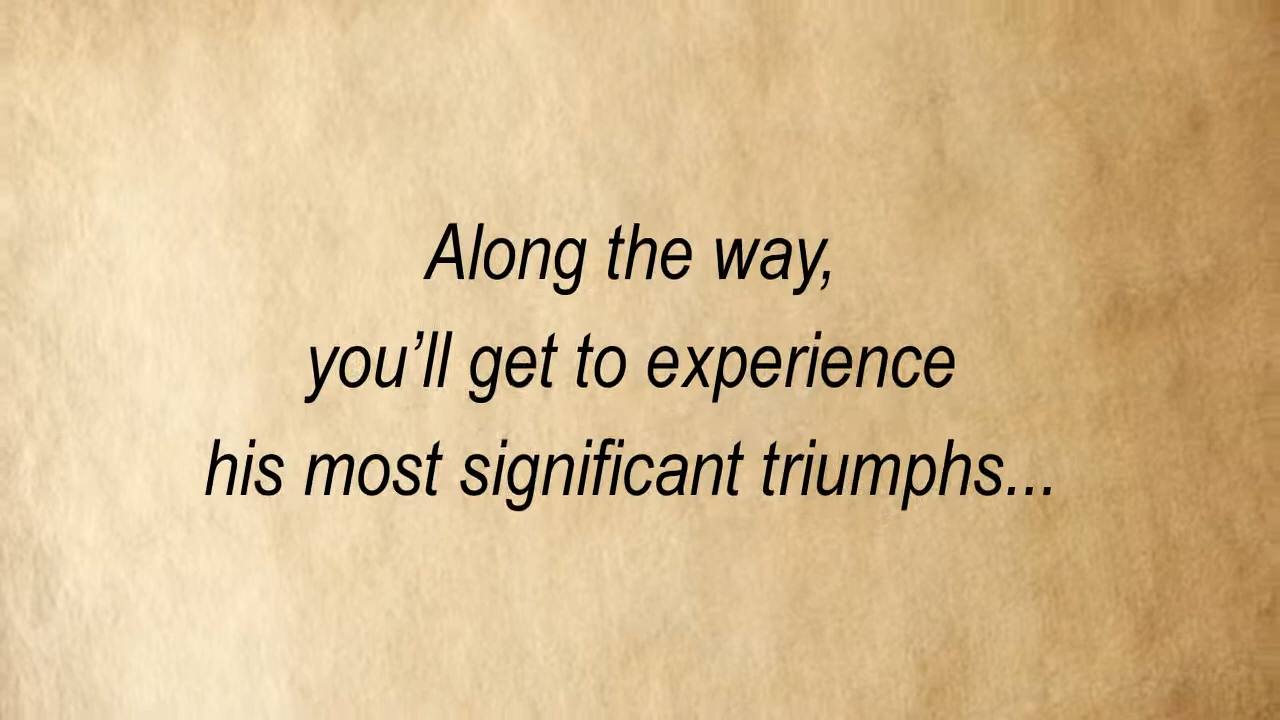 Along the way,
you’ll get to experience
his most significant triumphs...